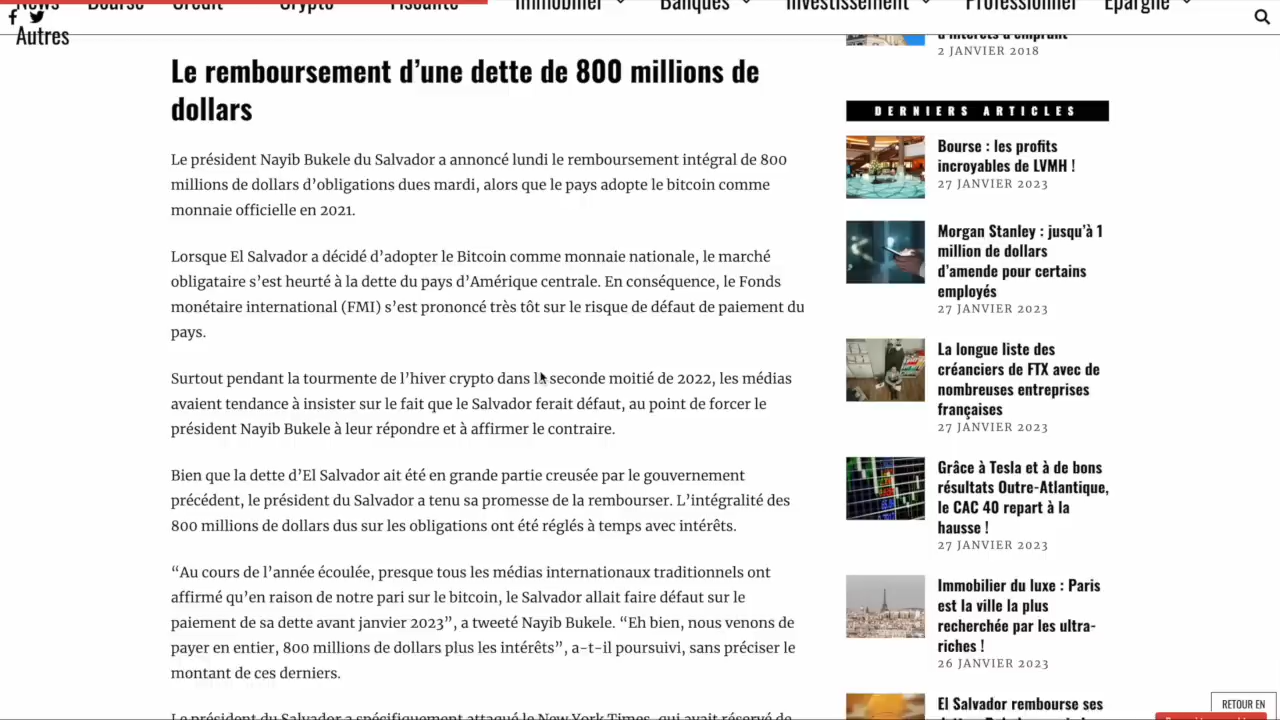 News Bourse Crédit Crypto Fiscalité Immobilier Banques Investissement Professionnel Epargne
Autres
Le remboursement d’une dette de 800 millions de
dollars
Le président Nayib Bukele du Salvador a annoncé lundi le remboursement intégral de 800
millions de dollars d’obligations dues mardi, alors que le pays adopte le bitcoin comme
monnaie officielle en 2021.
Lorsque El Salvador a décidé d’adopter le Bitcoin comme monnaie nationale, le marché
obligataire s’est heurté à la dette du pays d’Amérique centrale. En conséquence, le Fonds
monétaire international (FMI) s’est prononcé très tôt sur le risque de défaut de paiement du
pays.
Surtout pendant la tourmente de l’hiver crypto dans la seconde moitié de 2022, les médias
avaient tendance à insister sur le fait que le Salvador ferait défaut, au point de forcer le
président Nayib Bukele à leur répondre et à affirmer le contraire.
Bien que la dette d’El Salvador ait été en grande partie creusée par le gouvernement
précédent, le président du Salvador a tenu sa promesse de la rembourser. L’intégralité des
800 millions de dollars dus sur les obligations ont été réglés à temps avec intérêts.
“Au cours de l’année écoulée, presque tous les médias internationaux traditionnels ont
affirmé qu’en raison de notre pari sur le bitcoin, le Salvador allait faire défaut sur le
paiement de sa dette avant janvier 2023”, a tweeté Nayib Bukele. “Eh bien, nous venons de
payer en entier, 800 millions de dollars plus les intérêts”, a-t-il poursuivi, sans préciser le
montant de ces derniers.
Le président du Salvador a spécifiquement attaqué le New York Times, qui avait réservé de
d’intérêts d’emprunt
2 JANVIER 2018
DERNIERS ARTICLES
Bourse : les profits
incroyables de LVMH !
27 JANVIER 2023
Morgan Stanley : jusqu’à 1
million de dollars
d’amende pour certains
employés
27 JANVIER 2023
La longue liste des
créanciers de FTX avec de
nombreuses entreprises
françaises
27 JANVIER 2023
Grâce à Tesla et à de bons
résultats Outre-Atlantique,
le CAC 40 repart à la
hausse !
27 JANVIER 2023
Immobilier du luxe : Paris
est la ville la plus
recherchée par les ultra-
riches !
26 JANVIER 2023
El Salvador rembourse ses
RETOUR EN